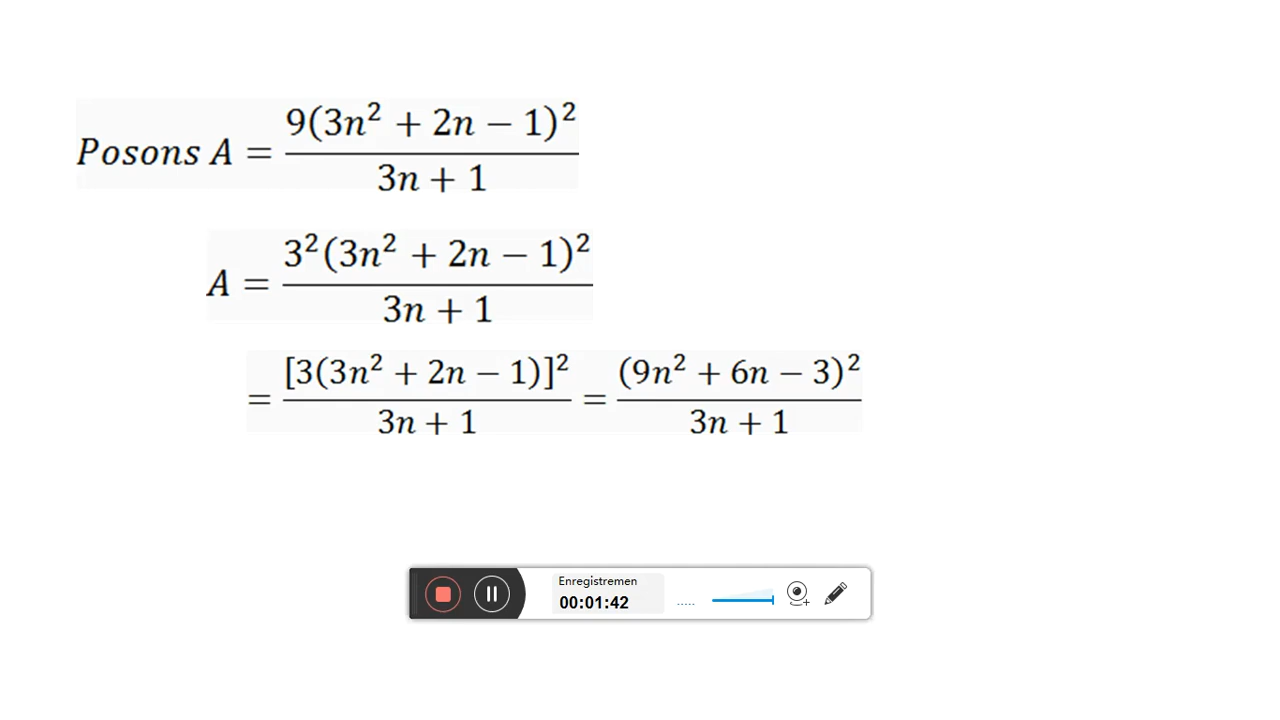 Posons A = 9(3n² + 2n − 1)² / 3n + 1
A = 3²(3n² + 2n − 1)² / 3n + 1
= [3(3n² + 2n − 1)]² / 3n + 1 = (9n² + 6n − 3)² / 3n + 1
Enregistremen
00:01:42